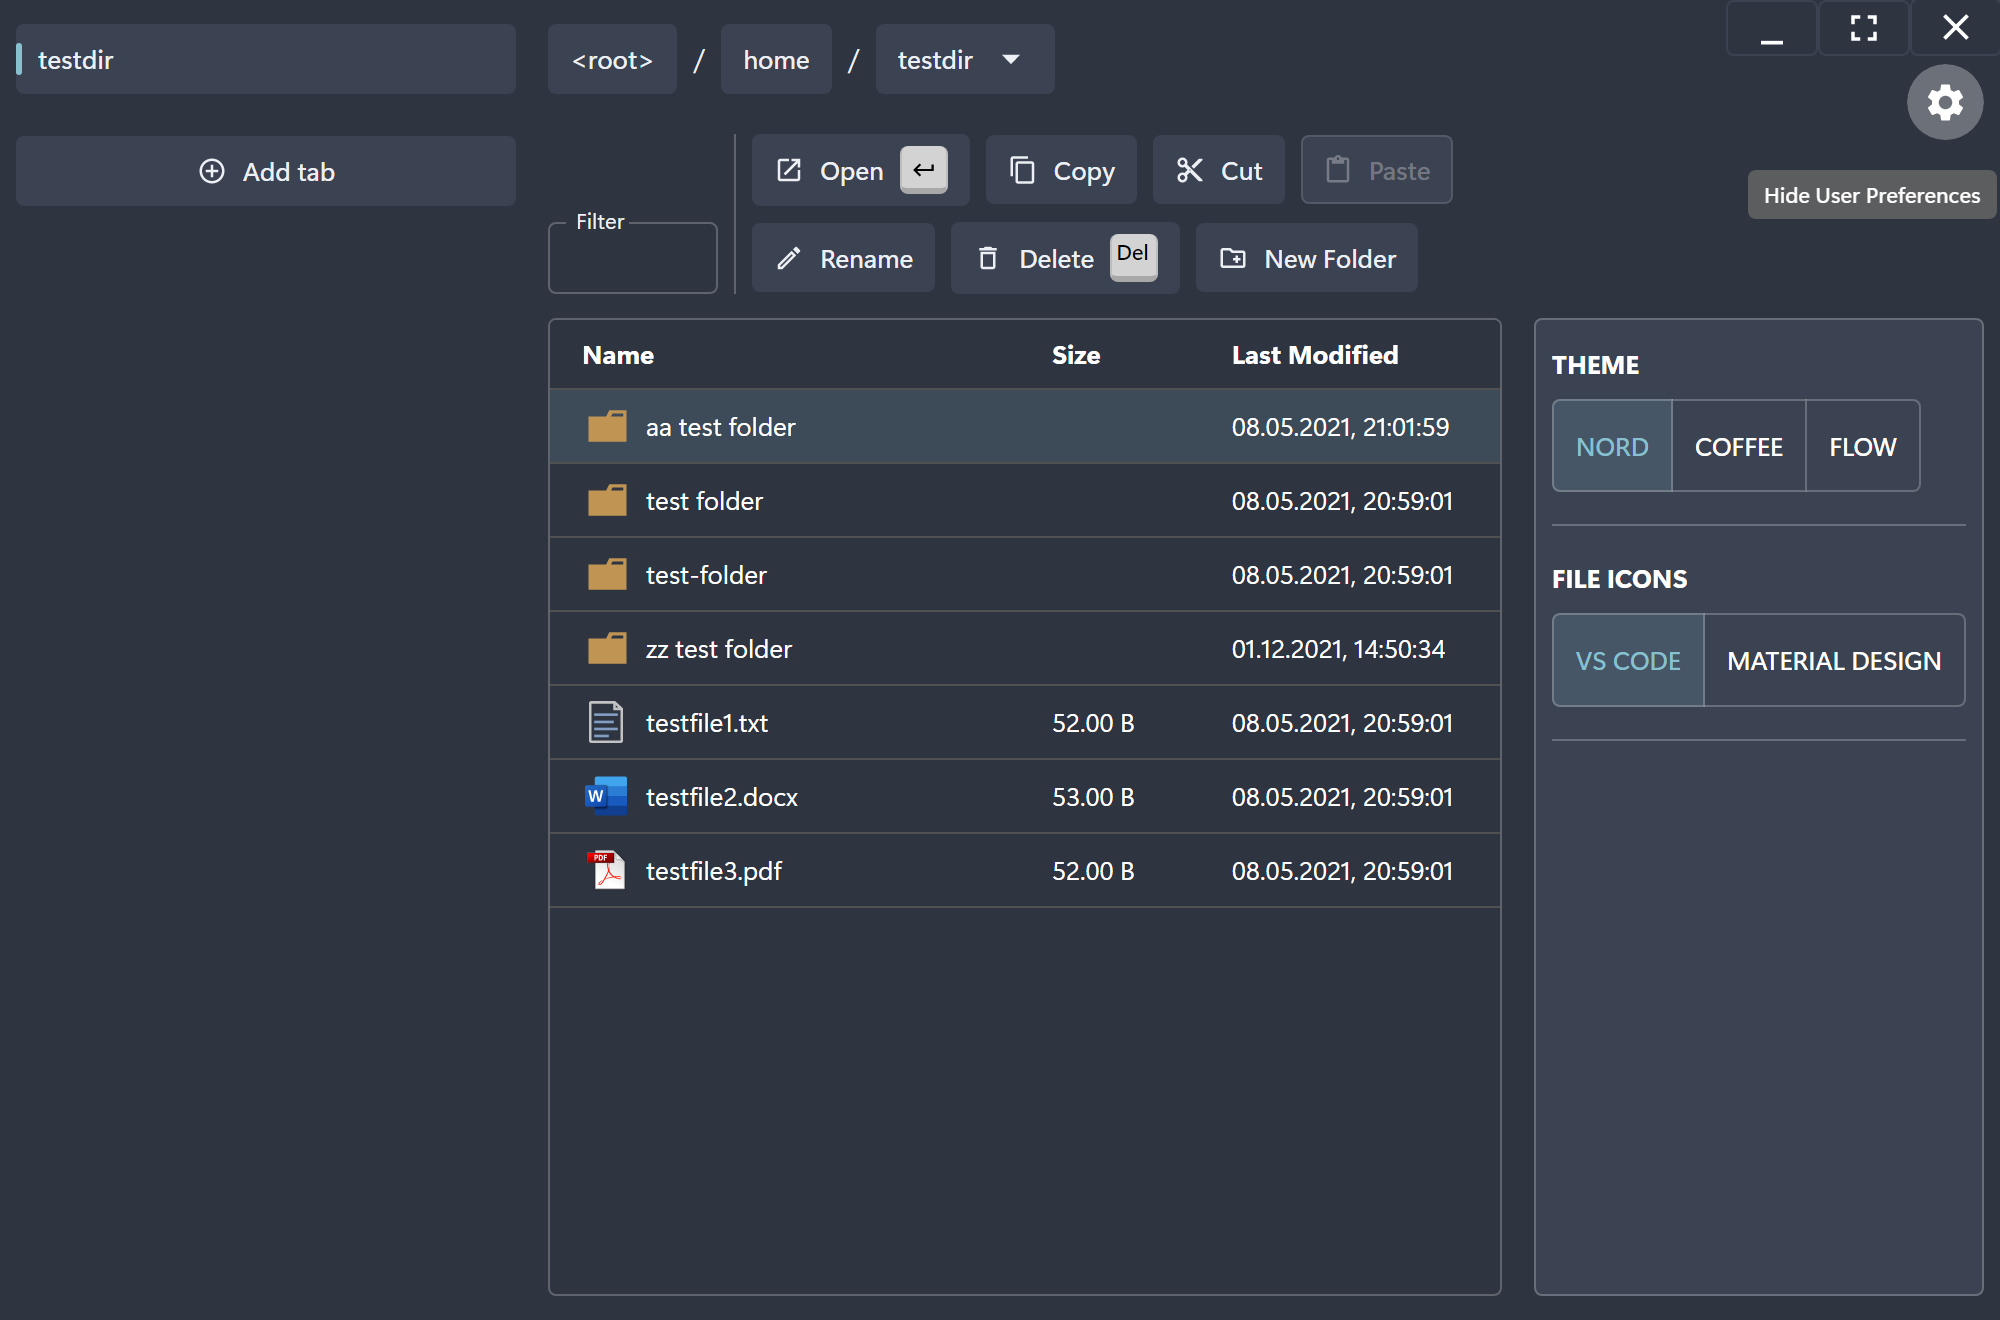 testdir
Add tab
<root> / home / testdir
Open Copy Cut Paste
Filter
Rename Delete Del New Folder
Hide User Preferences
Name Size Last Modified
aa test folder 08.05.2021, 21:01:59
test folder 08.05.2021, 20:59:01
test-folder 08.05.2021, 20:59:01
zz test folder 01.12.2021, 14:50:34
testfile1.txt 52.00 B 08.05.2021, 20:59:01
W testfile2.docx 53.00 B 08.05.2021, 20:59:01
PDF testfile3.pdf 52.00 B 08.05.2021, 20:59:01
THEME
NORD COFFEE FLOW
FILE ICONS
VS CODE MATERIAL DESIGN